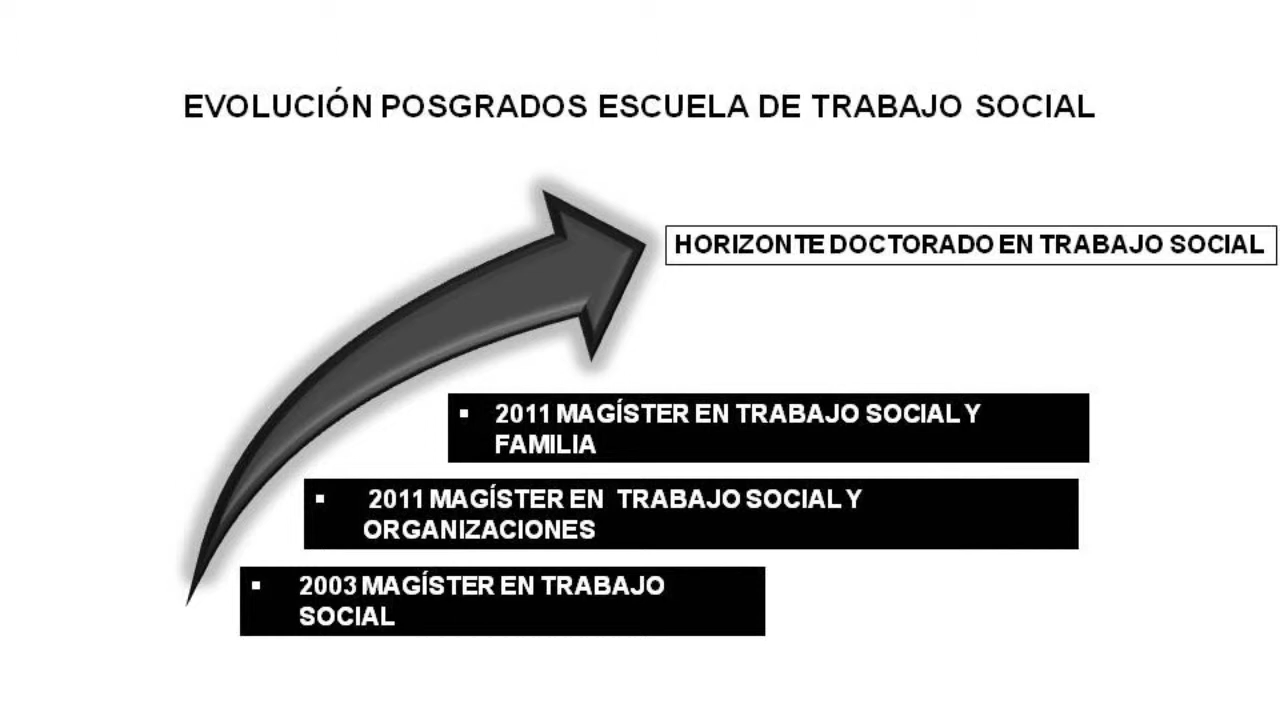 EVOLUCIÓN POSGRADOS ESCUELA DE TRABAJO SOCIAL
HORIZONTE DOCTORADO EN TRABAJO SOCIAL
▪ 2011 MAGÍSTER EN TRABAJO SOCIAL Y
FAMILIA
▪ 2011 MAGÍSTER EN TRABAJO SOCIAL Y
ORGANIZACIONES
▪ 2003 MAGÍSTER EN TRABAJO
SOCIAL